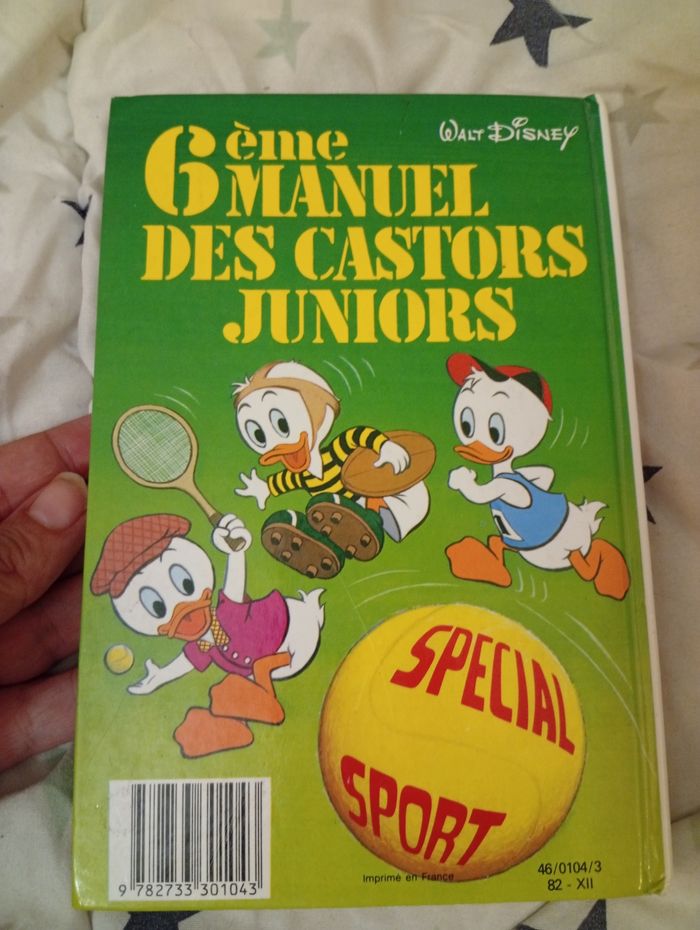 WALT DISNEY
6ème
MANUEL
DES CASTORS
JUNIORS
SPECIAL
SPORT
9 782733 301043
Imprimé en France
46/0104/3
82 - XII